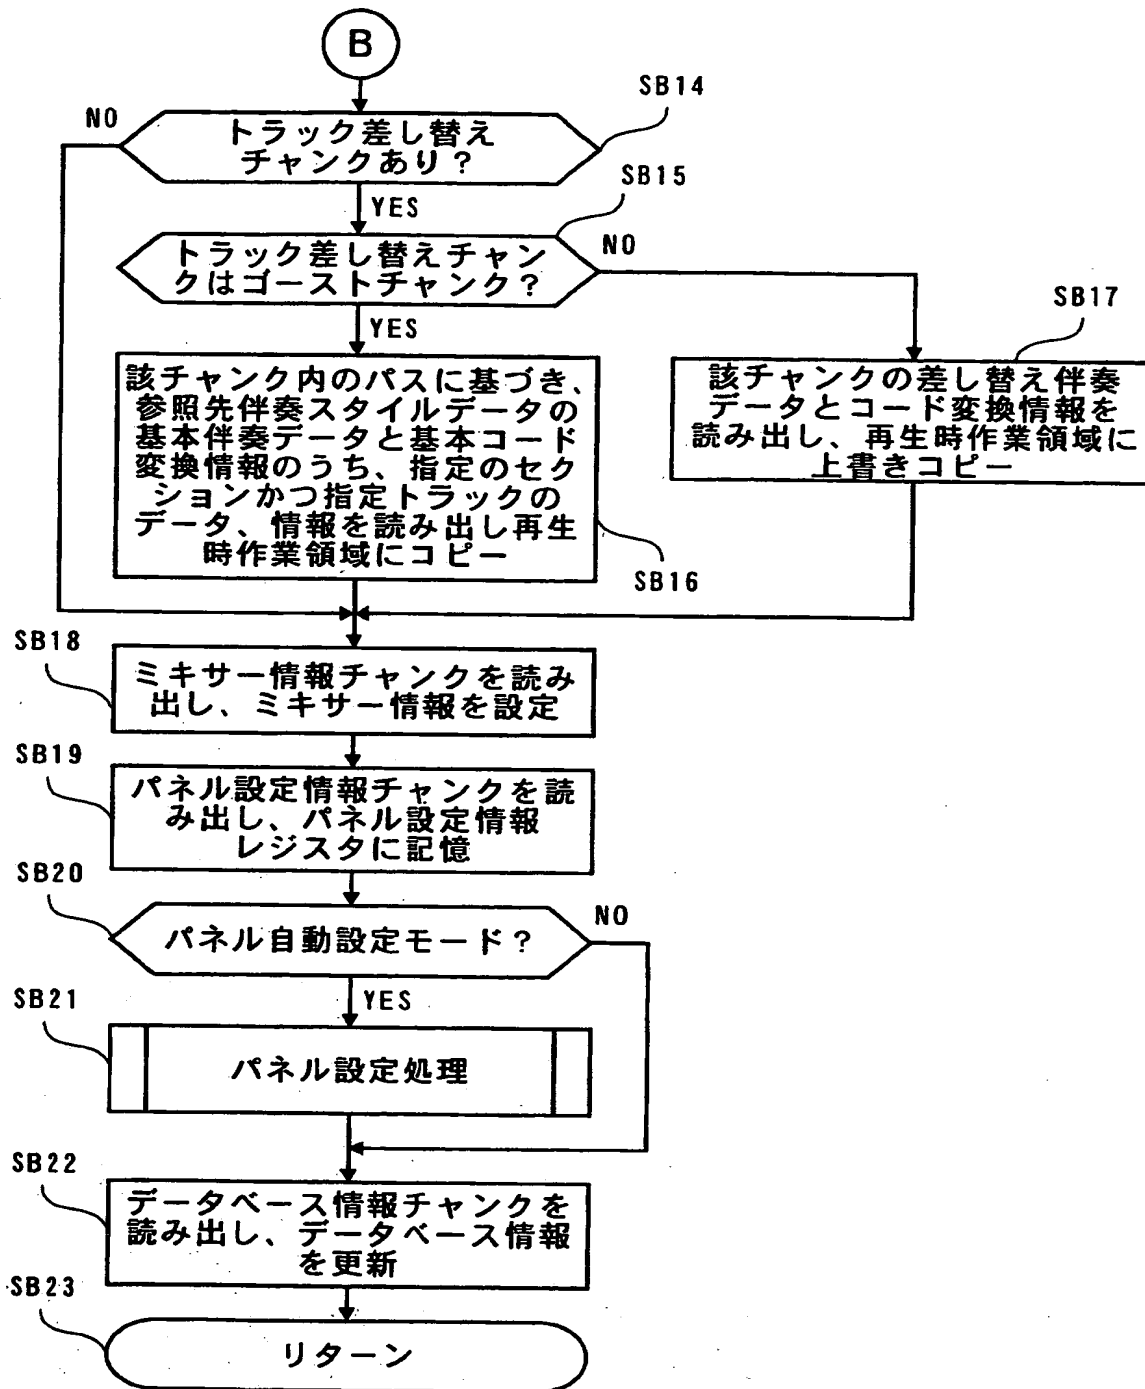 B
SB14
NO
トラック差し替え
チャンクあり?
YES
SB15
トラック差し替えチャン
クはゴーストチャンク?
NO
YES
SB17
該チャンク内のパスに基づき、
参照先伴奏スタイルデータの
基本伴奏データと基本コード
変換情報のうち、指定のセク
ションかつ指定トラックの
データ、情報を読み出し再生
時作業領域にコピー
SB16
該チャンクの差し替え伴奏
データとコード変換情報を
読み出し、再生時作業領域に
上書きコピー
SB18
ミキサー情報チャンクを読み
出し、ミキサー情報を設定
SB19
パネル設定情報チャンクを読
み出し、パネル設定情報
レジスタに記憶
SB20
パネル自動設定モード?
NO
YES
SB21
パネル設定処理
SB22
データベース情報チャンクを
読み出し、データベース情報
を更新
SB23
リターン